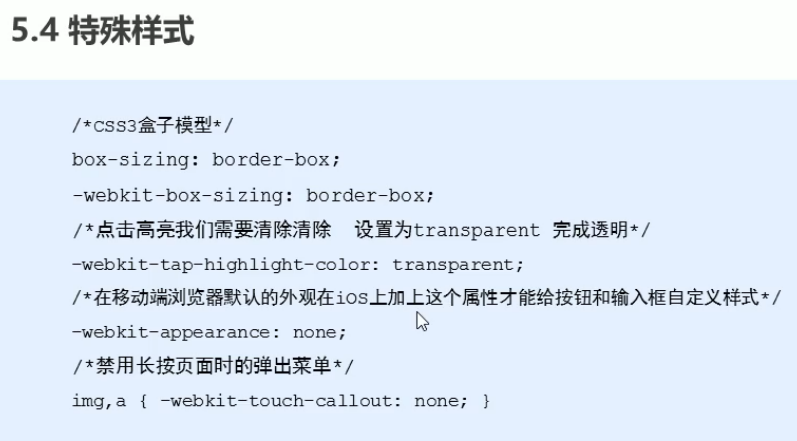 5.4 特殊样式
/*CSS3盒子模型*/
box-sizing: border-box;
-webkit-box-sizing: border-box;
/*点击高亮我们需要清除清除 设置为transparent 完成透明*/
-webkit-tap-highlight-color: transparent;
/*在移动端浏览器默认的外观在iOS上加上这个属性才能给按钮和输入框自定义样式*/
-webkit-appearance: none;
/*禁用长按页面时的弹出菜单*/
img,a { -webkit-touch-callout: none; }